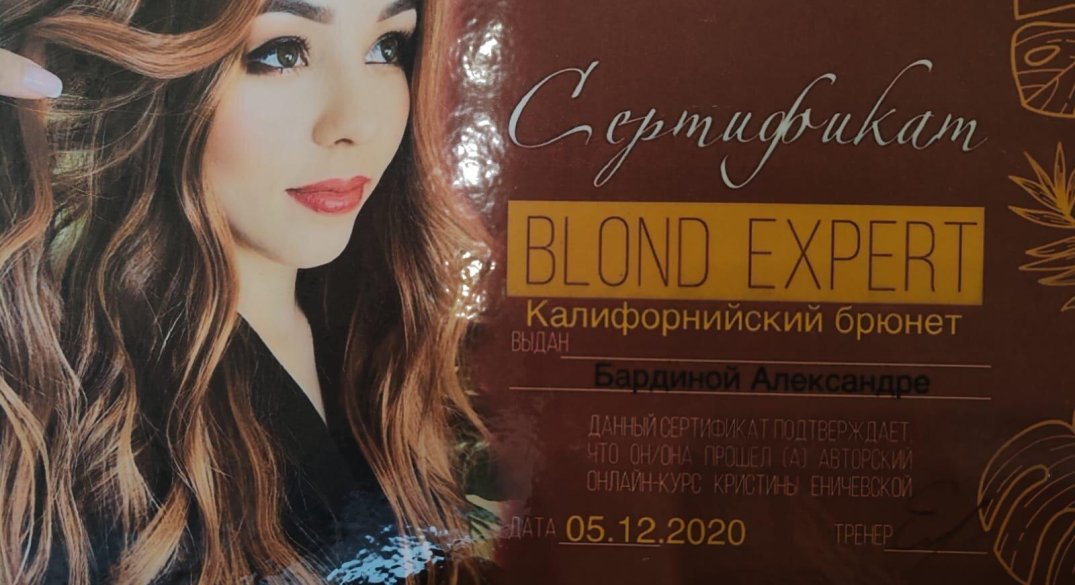 Сертификат
BLOND EXPERT
Калифорнийский брюнет
ВЫДАН
Бардиной Александре
ДАННЫЙ СЕРТИФИКАТ ПОДТВЕРЖДАЕТ,
ЧТО ОН/ОНА ПРОШЕЛ (А) АВТОРСКИЙ
ОНЛАЙН-КУРС КРИСТИНЫ ЕНИЧЕВСКОЙ
ДАТА 05.12.2020 ТРЕНЕР